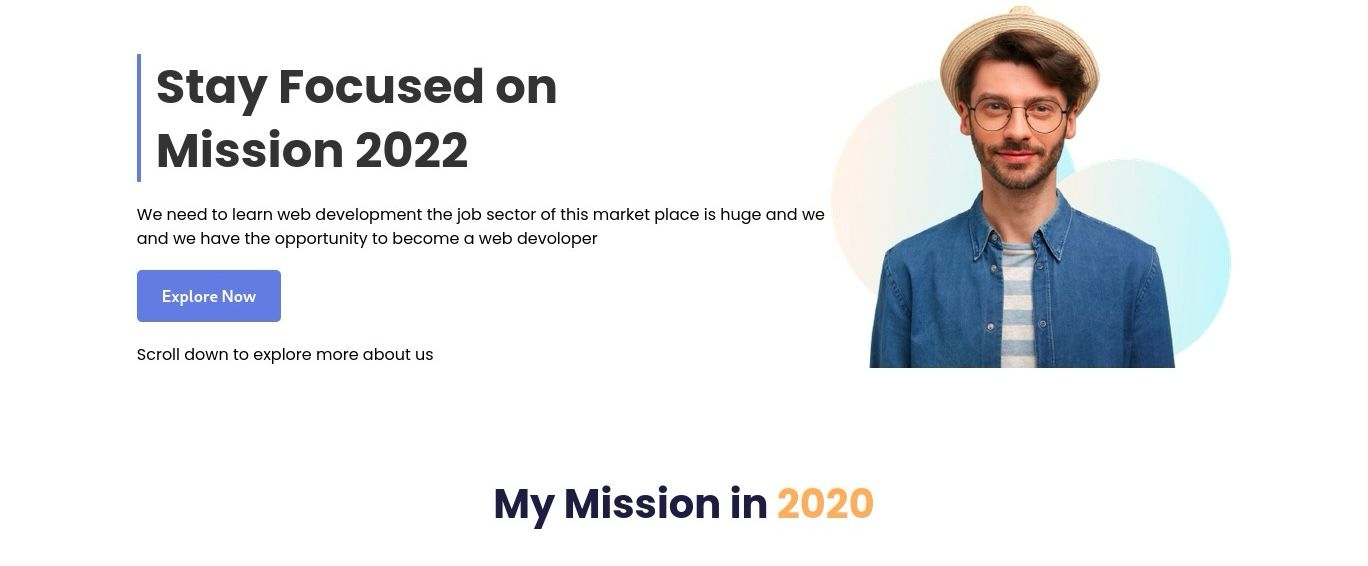 Stay Focused on
Mission 2022
We need to learn web development the job sector of this market place is huge and we
and we have the opportunity to become a web devoloper
Explore Now
Scroll down to explore more about us
My Mission in 2020